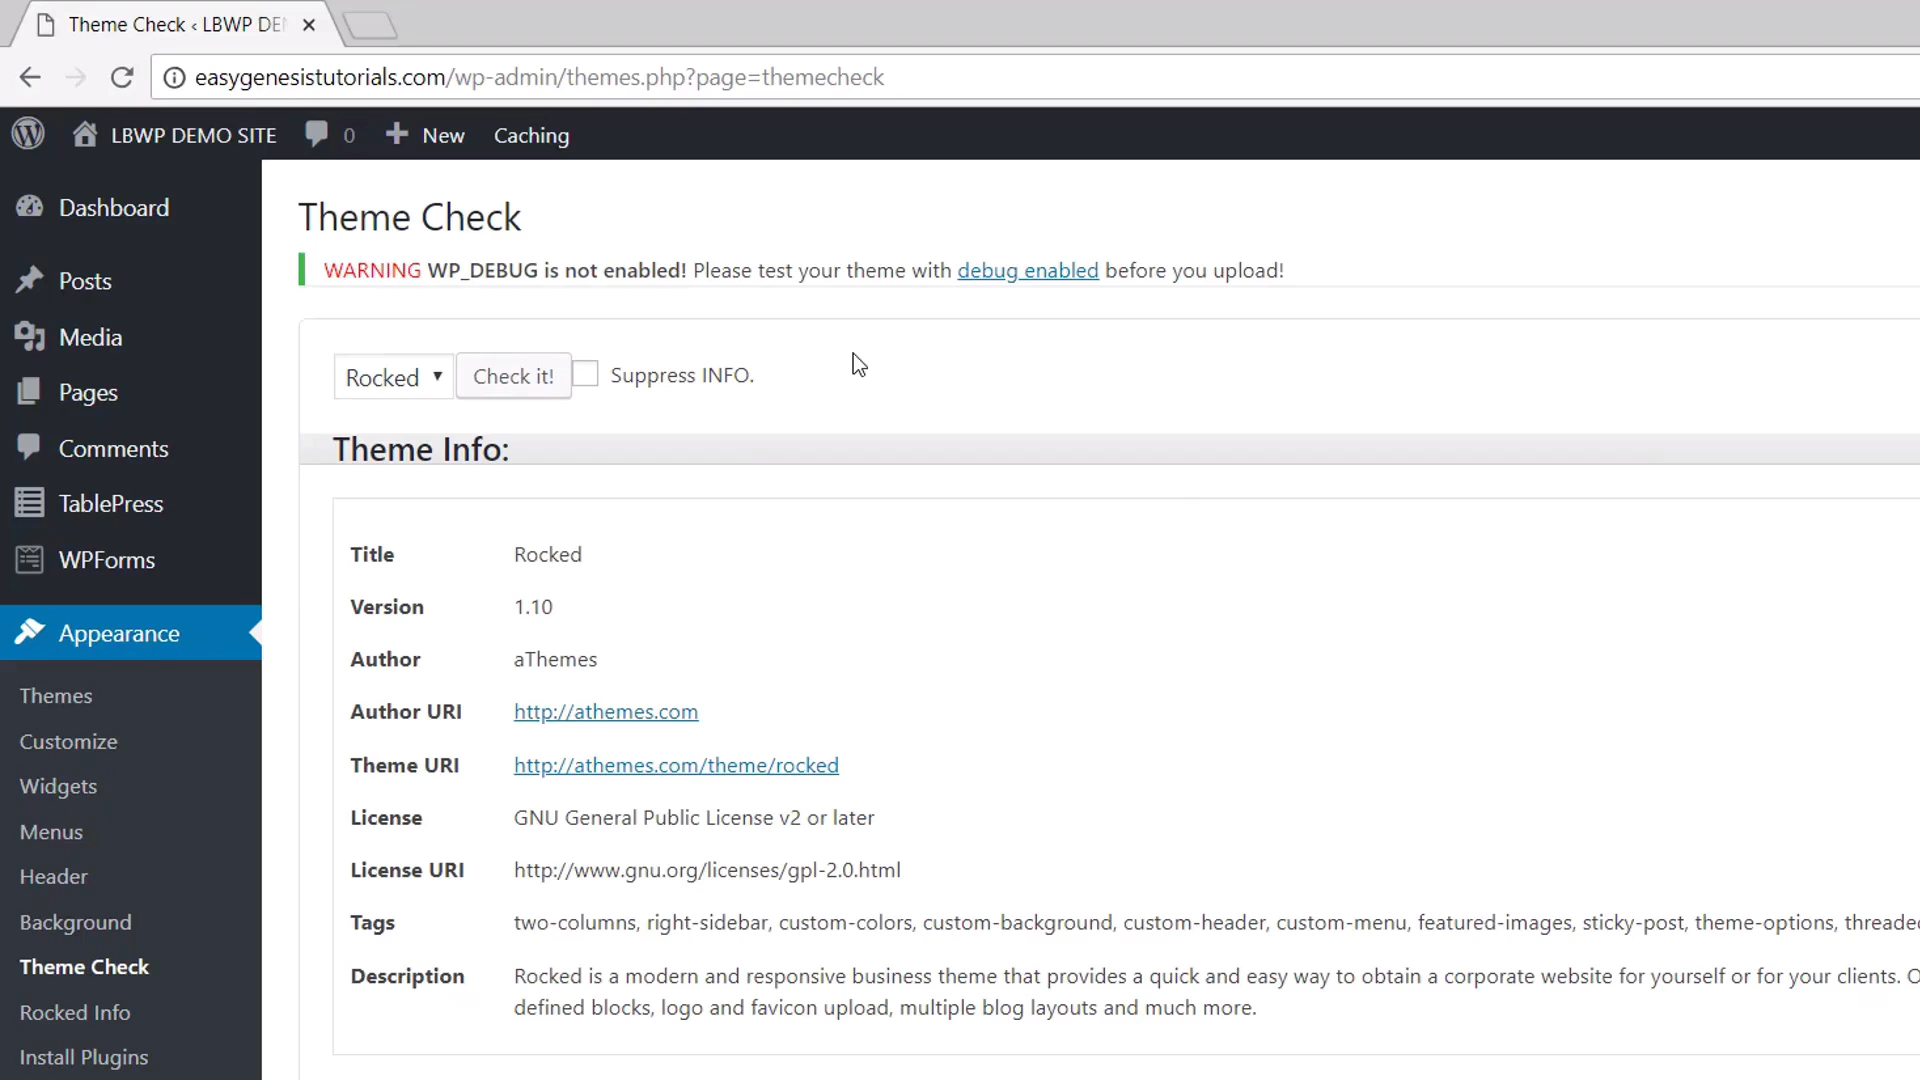 Theme Check ‹ LBWP DE
easygenesistutorials.com/wp-admin/themes.php?page=themecheck
LBWP DEMO SITE 0 New Caching
Dashboard
Posts
Media
Pages
Comments
TablePress
WPForms
Appearance
Themes
Customize
Widgets
Menus
Header
Background
Theme Check
Rocked Info
Install Plugins
Theme Check
WARNING WP_DEBUG is not enabled! Please test your theme with debug enabled before you upload!
Rocked Check it! Suppress INFO.
Theme Info:
Title Rocked
Version 1.10
Author aThemes
Author URI http://athemes.com
Theme URI http://athemes.com/theme/rocked
License GNU General Public License v2 or later
License URI http://www.gnu.org/licenses/gpl-2.0.html
Tags two-columns, right-sidebar, custom-colors, custom-background, custom-header, custom-menu, featured-images, sticky-post, theme-options,
Description Rocked is a modern and responsive business theme that provides a quick and easy way to obtain a corporate website for yourself or for your clients.
defined blocks, logo and favicon upload, multiple blog layouts and much more.